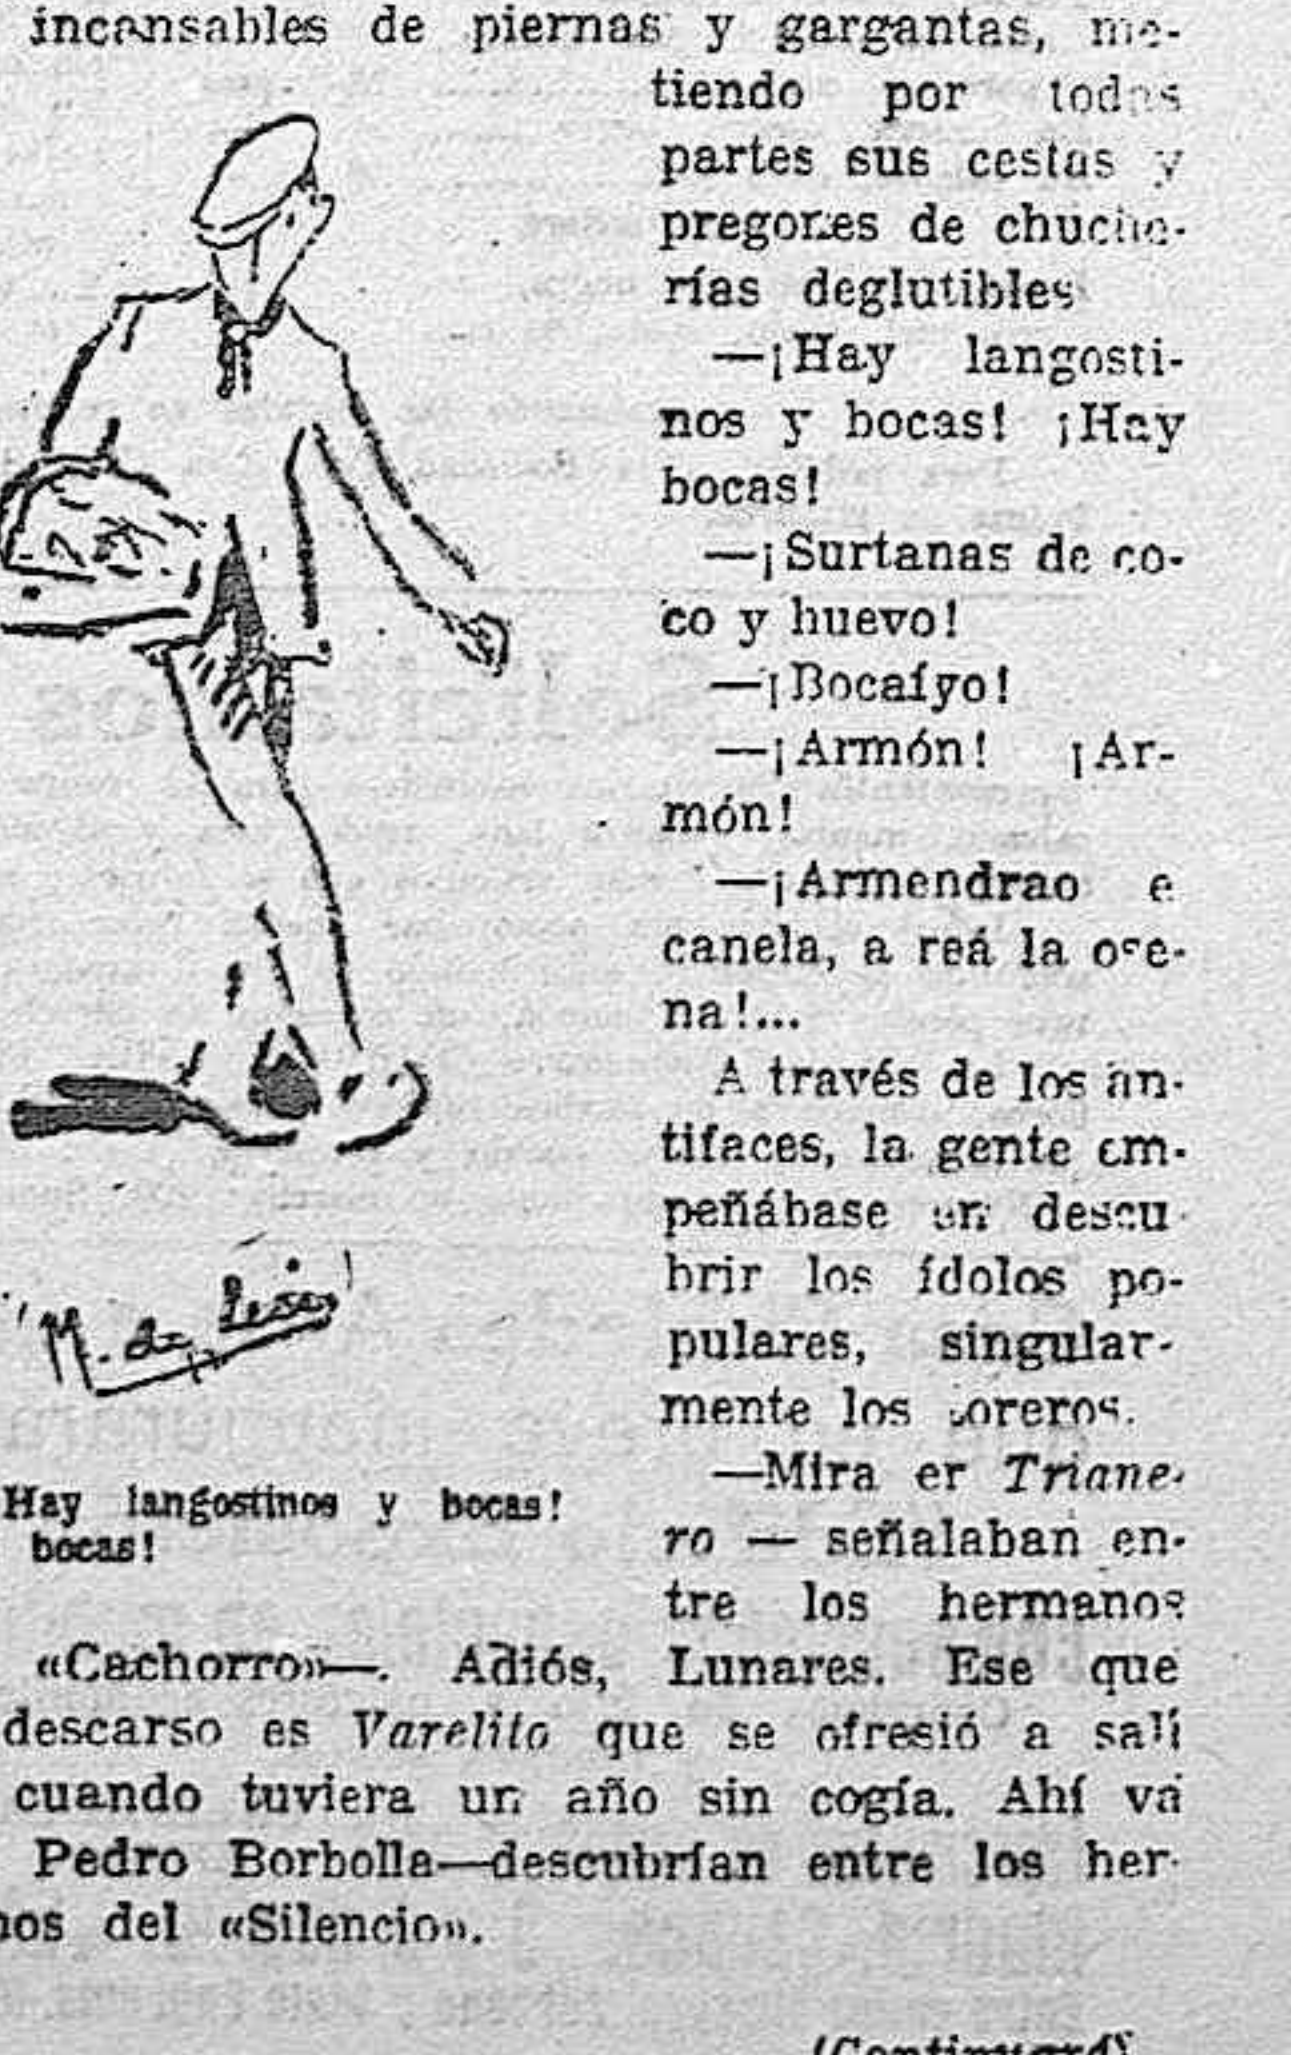 incansables de piernas y gargantas, me-
tiendo por todas
partes sus cestas y
pregones de chuche-
rías deglutibles
—¡Hay langosti-
nos y bocas! ¡Hay
bocas!
—¡Surtanas de co-
co y huevo!
—¡Bocaíyo!
—¡Armón! ¡Ar-
món!
—¡Armendrao e
canela, a reá la ose-
na!...
A través de los an-
tifaces, la gente em-
peñábase en descu-
brir los ídolos po-
pulares, singular-
mente los toreros.
—Mira er Triane-
ro — señalaban en-
tre los hermanos
«Cachorro»—. Adiós, Lunares. Ese que
descarso es Varelito que se ofresió a salí
cuando tuviera un año sin cogía. Ahí va
Pedro Borbolla—descubrían entre los her-
nos del «Silencio».
(Continuará)
M. de
Hay langostinos y bocas!
bocas!